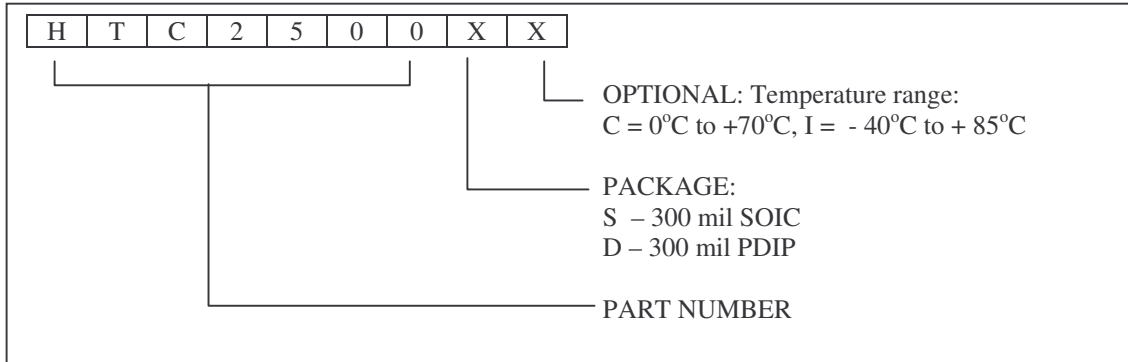 H T C 2 5 0 0 X X
OPTIONAL: Temperature range:
C = 0°C to +70°C, I = - 40°C to + 85°C
PACKAGE:
S – 300 mil SOIC
D – 300 mil PDIP
PART NUMBER